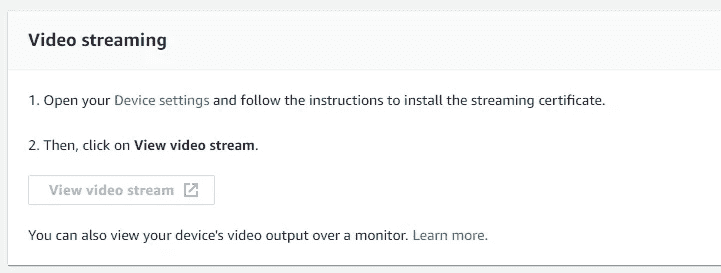 Video streaming
1. Open your Device settings and follow the instructions to install the streaming certificate.
2. Then, click on View video stream.
View video stream
You can also view your device's video output over a monitor. Learn more.